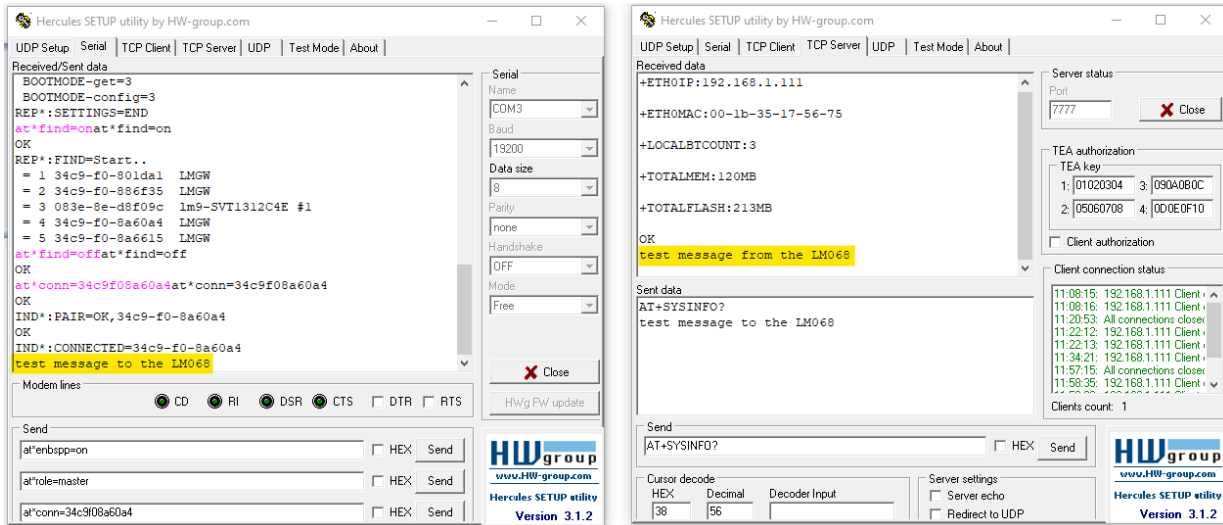 Hercules SETUP utility by HW-group.com
UDP Setup Serial TCP Client TCP Server UDP Test Mode About
Received/Sent data
BOOTMODE-get=3
BOOTMODE-config=3
REP*:SETTINGS=END
at*find=onat*find=on
OK
REP*:FIND=Start..
= 1 34c9-f0-801da1 LMGW
= 2 34c9-f0-886f35 LMGW
= 3 083e-8e-d8f09c lm9-SVT1312C4E #1
= 4 34c9-f0-8a60a4 LMGW
= 5 34c9-f0-8a6615 LMGW
at*find=offat*find=off
OK
at*conn=34c9f08a60a4at*conn=34c9f08a60a4
OK
IND*:PAIR=OK,34c9-f0-8a60a4
OK
IND*:CONNECTED=34c9-f0-8a60a4
test message to the LM068
Serial
Name
COM3
Baud
19200
Data size
8
Parity
none
Handshake
OFF
Mode
Free
Close
HWg FW update
Modem lines
CD RI DSR CTS DTR RTS
Send
at*enbspp=on HEX Send
at*role=master HEX Send
at*conn=34c9f08a60a4 HEX Send
HW group
www.HW-group.com
Hercules SETUP utility
Version 3.1.2
Hercules SETUP utility by HW-group.com
UDP Setup Serial TCP Client TCP Server UDP Test Mode About
Received data
+ETH0IP:192.168.1.111
+ETH0MAC:00-1b-35-17-56-75
+LOCALBTCOUNT:3
+TOTALMEM:120MB
+TOTALFLASH:213MB
OK
test message from the LM068
Sent data
AT+SYSINFO?
test message to the LM068
Server status
Port
7777 Close
TEA authorization
TEA key
1: 01020304 3: 090A0B0C
2: 05060708 4: 0D0E0F10
Client authorization
Client connection status
11:08:15: 192.168.1.111 Client
11:08:16: 192.168.1.111 Client
11:20:53: All connections closed
11:22:12: 192.168.1.111 Client
11:22:13: 192.168.1.111 Client
11:34:21: 192.168.1.111 Client
11:57:15: All connections closed
11:58:35: 192.168.1.111 Client
Clients count: 1
Send
AT+SYSINFO? HEX Send
Cursor decode
HEX Decimal Decoder Input
38 56
Server settings
Server echo
Redirect to UDP
HW group
www.HW-group.com
Hercules SETUP utility
Version 3.1.2